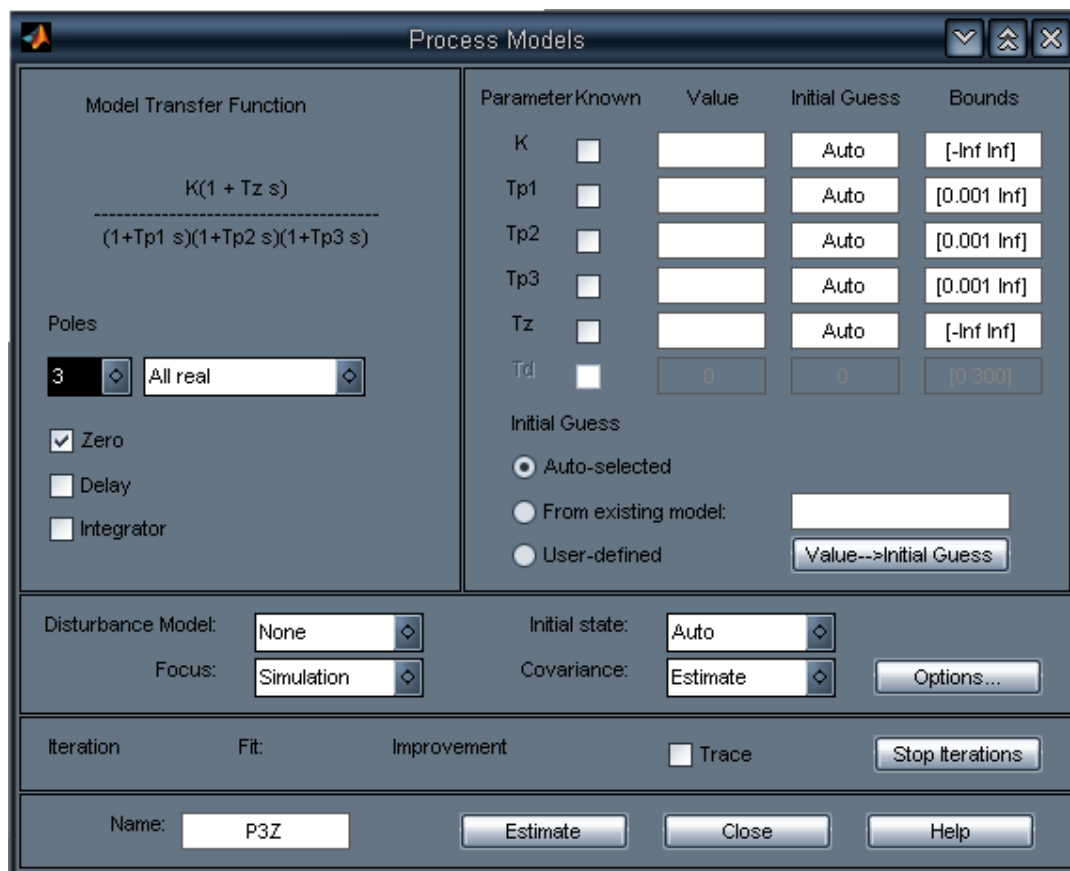 Process Models
Model Transfer Function
K(1 + Tz s)
--------------------------------------
(1+Tp1 s)(1+Tp2 s)(1+Tp3 s)
Poles
3 All real
Zero
Delay
Integrator
Parameter Known Value Initial Guess Bounds
K Auto [-Inf Inf]
Tp1 Auto [0.001 Inf]
Tp2 Auto [0.001 Inf]
Tp3 Auto [0.001 Inf]
Tz Auto [-Inf Inf]
Td 0 0 [0 300]
Initial Guess
Auto-selected
From existing model:
User-defined Value-->Initial Guess
Disturbance Model: None Initial state: Auto
Focus: Simulation Covariance: Estimate Options...
Iteration Fit: Improvement Trace Stop Iterations
Name: P3Z Estimate Close Help